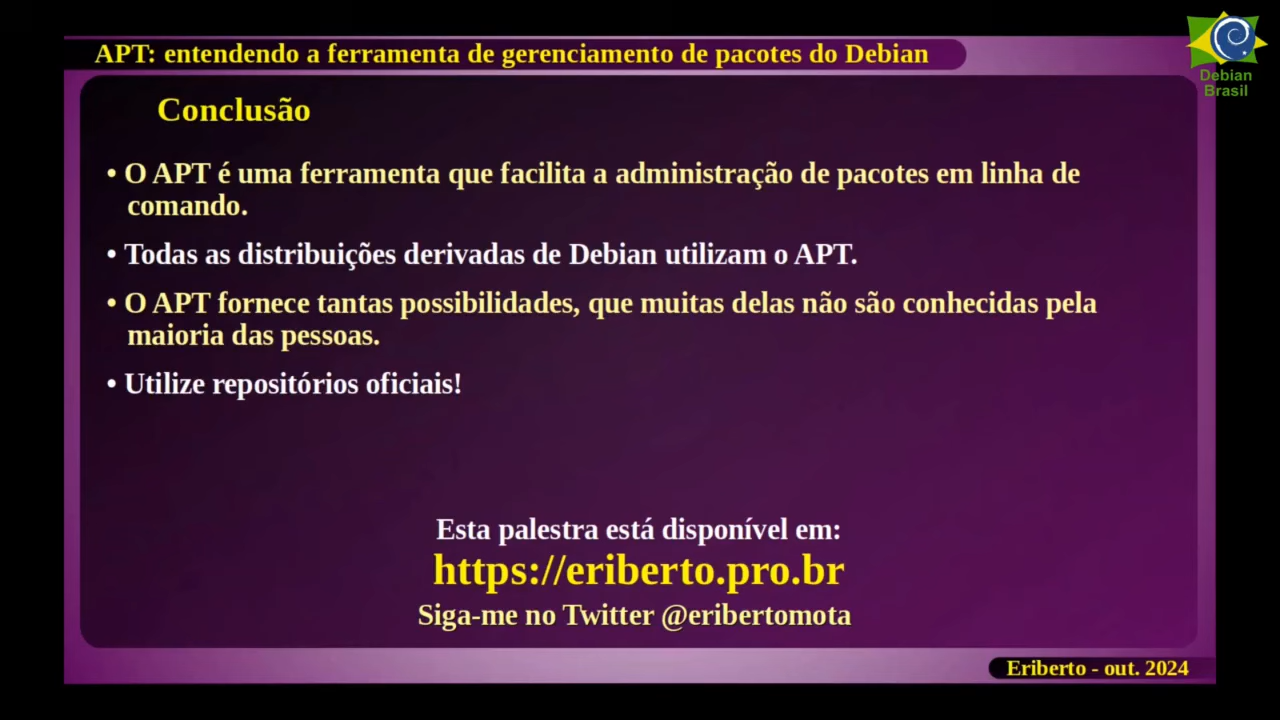 APT: entendendo a ferramenta de gerenciamento de pacotes do Debian
Debian
Brasil
Conclusão
• O APT é uma ferramenta que facilita a administração de pacotes em linha de
comando.
• Todas as distribuições derivadas de Debian utilizam o APT.
• O APT fornece tantas possibilidades, que muitas delas não são conhecidas pela
maioria das pessoas.
• Utilize repositórios oficiais!
Esta palestra está disponível em:
https://eriberto.pro.br
Siga-me no Twitter @eribertomota
Eriberto - out. 2024